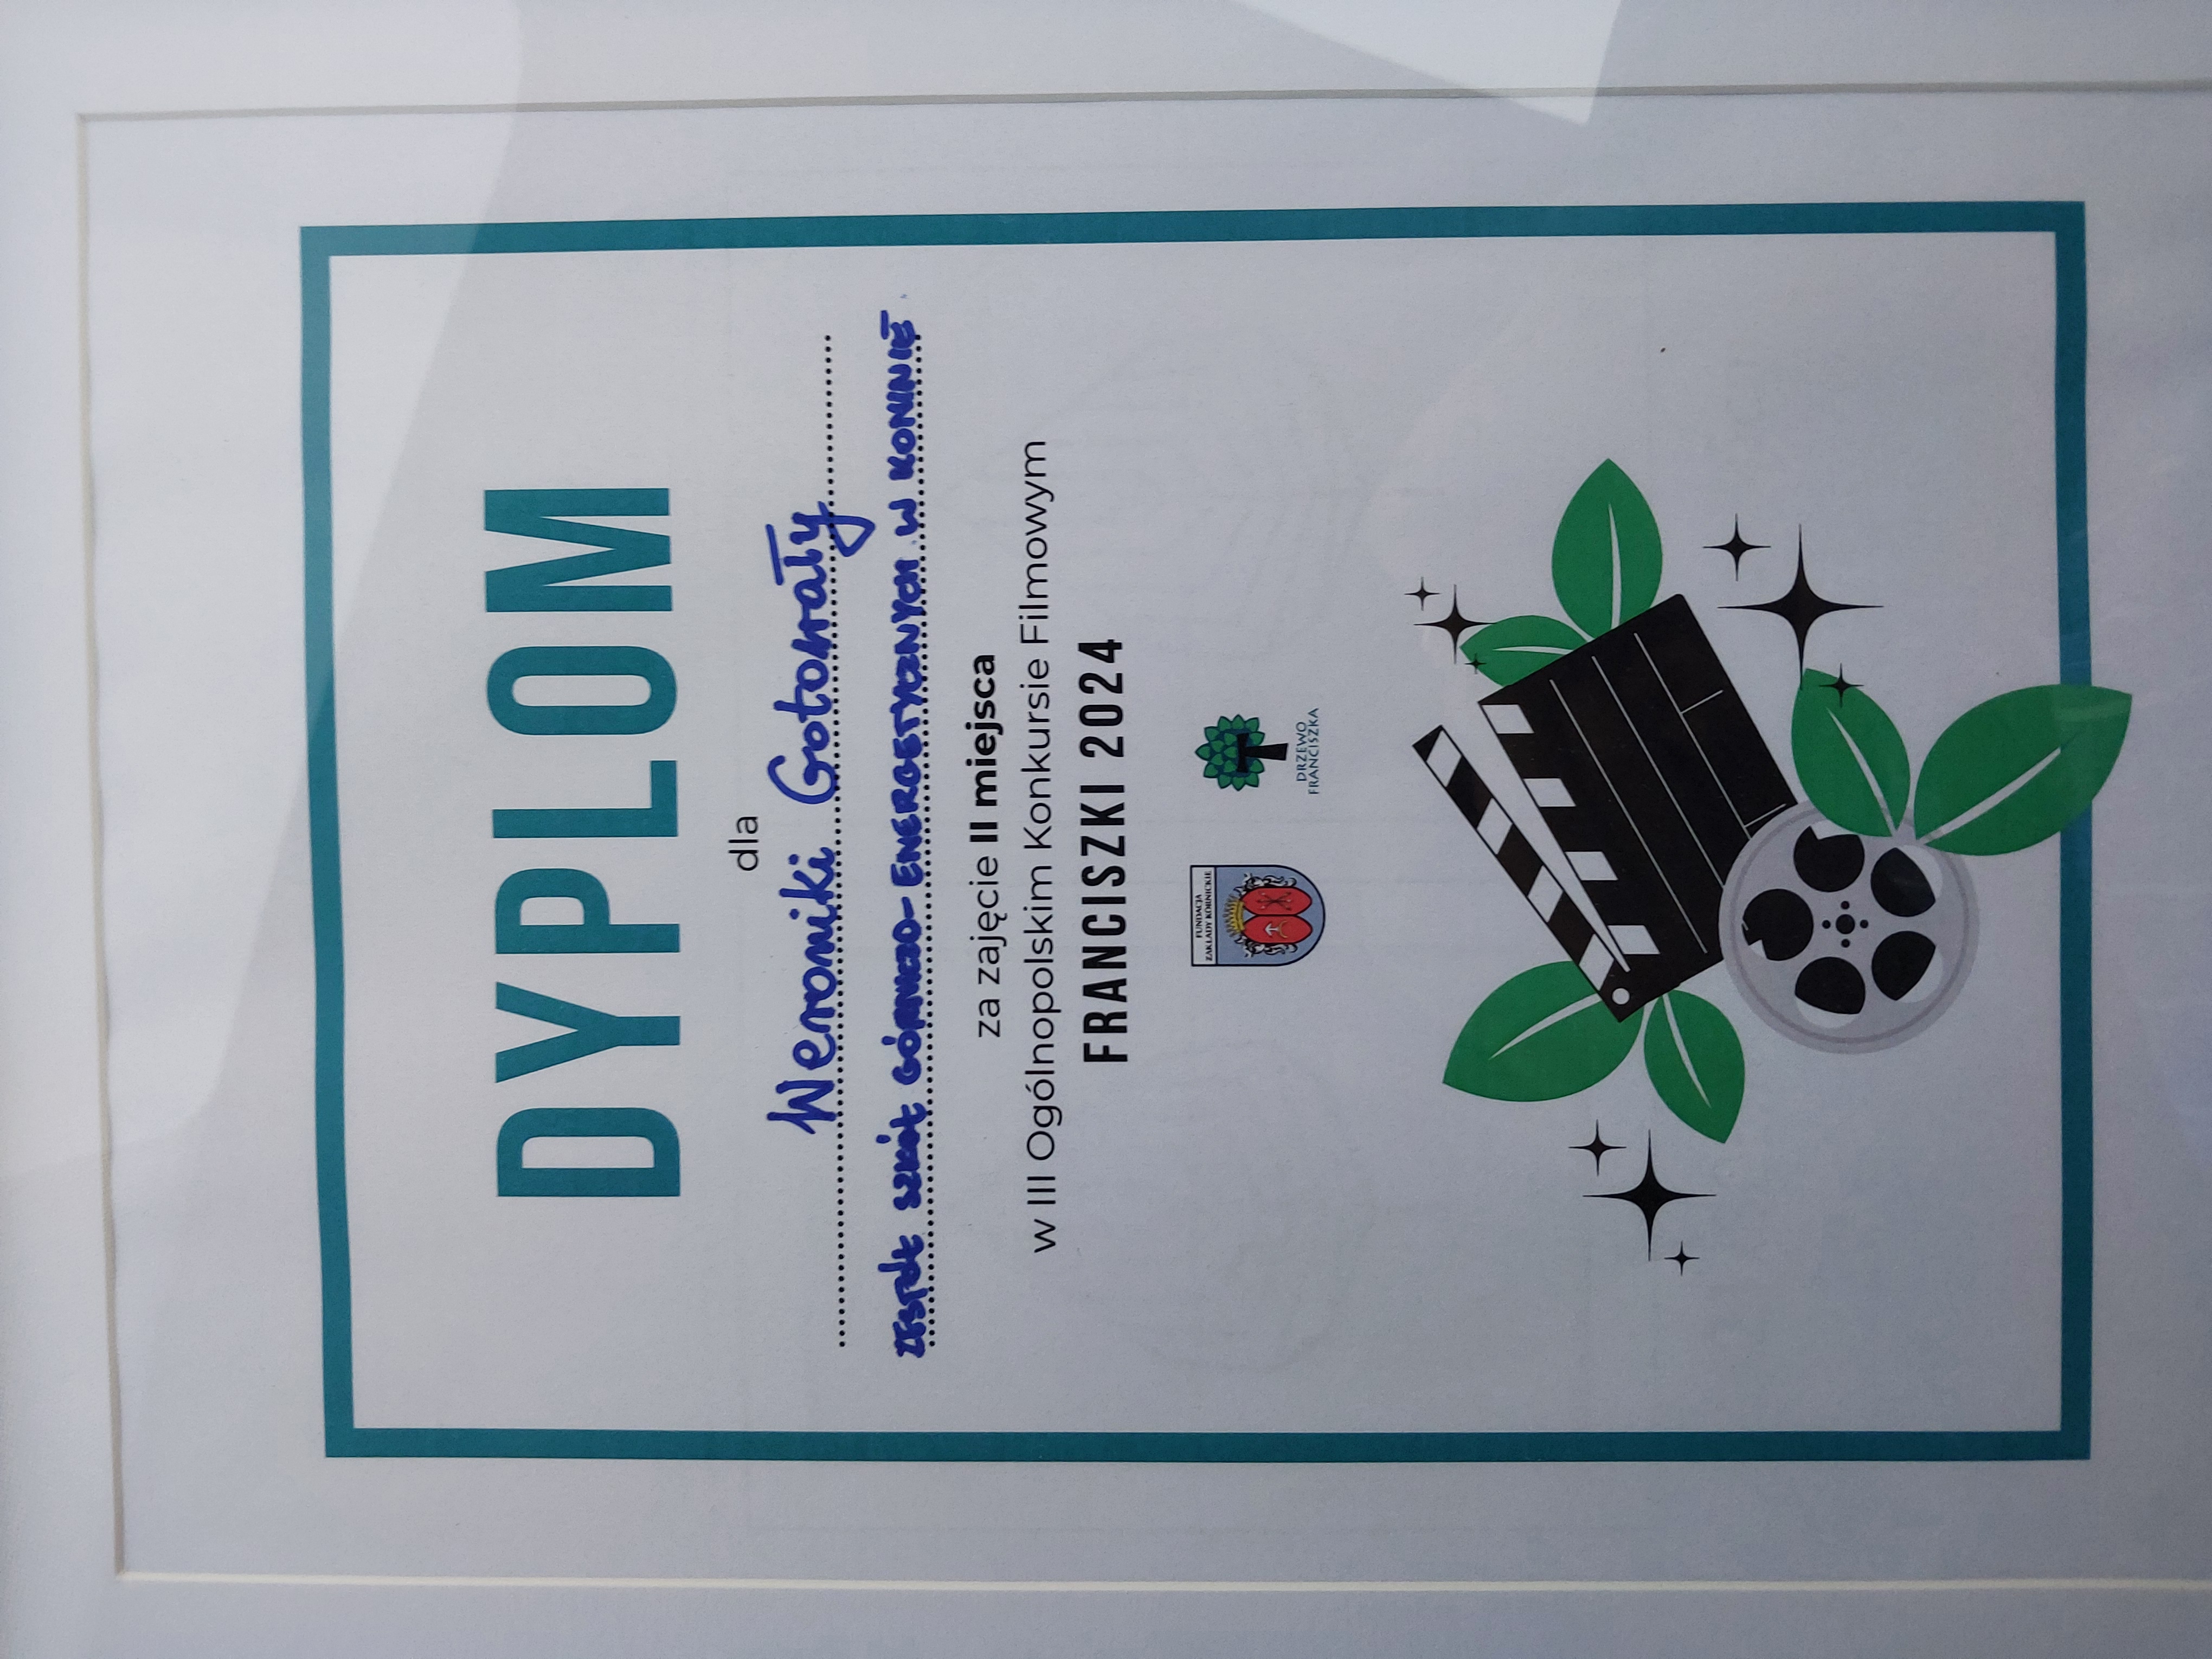 DYPLOM
dla
Weroniki Gotowały
ZESPÓŁ SZKÓŁ GÓRNICZO-ENERGETYCZNYCH W KONINIE
za zajęcie II miejsca
w III Ogólnopolskim Konkursie Filmowym
FRANCISZKI 2024
FUNDACJA
ZAKŁADY KÓRNICKIE
DRZEWO
FRANCISZKA